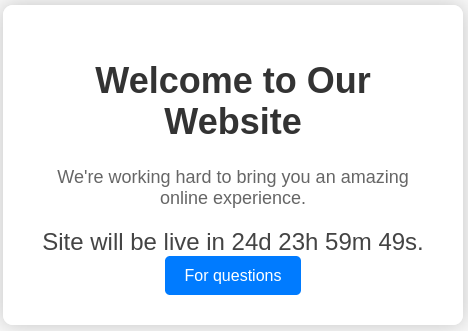 Welcome to Our
Website
We're working hard to bring you an amazing
online experience.
Site will be live in 24d 23h 59m 49s.
For questions